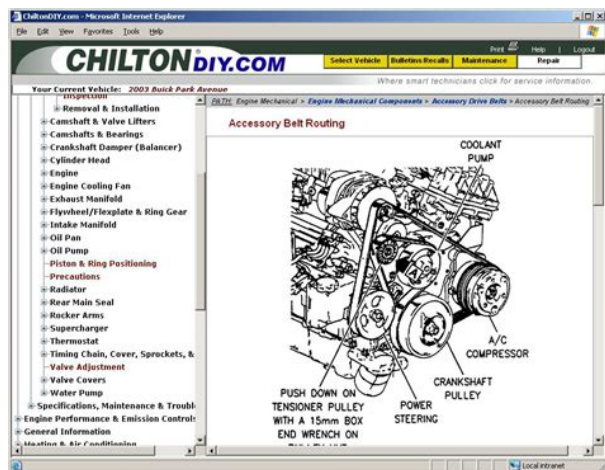 ChiltonDIY.com - Microsoft Internet Explorer
File Edit View Favorites Tools Help
CHILTONDIY.COM
Print Help | Logout
Select Vehicle Bulletins Recalls Maintenance Repair
Where smart technicians click for service information.
Your Current Vehicle: 2003 Buick Park Avenue
PATH: Engine Mechanical > Engine Mechanical Components > Accessory Drive Belts > Accessory Belt Routing
Inspection
Removal & Installation
Camshaft & Valve Lifters
Camshafts & Bearings
Crankshaft Damper (Balancer)
Cylinder Head
Engine
Engine Cooling Fan
Exhaust Manifold
Flywheel/Flexplate & Ring Gear
Intake Manifold
Oil Pan
Oil Pump
Piston & Ring Positioning
Precautions
Radiator
Rear Main Seal
Rocker Arms
Supercharger
Thermostat
Timing Chain, Cover, Sprockets, &
Valve Adjustment
Valve Covers
Water Pump
Specifications, Maintenance & Troubl
Engine Performance & Emission Control
General Information
Heating & Air Conditioning
Accessory Belt Routing
COOLANT
PUMP
A/C
COMPRESSOR
CRANKSHAFT
PULLEY
POWER
STEERING
PUSH DOWN ON
TENSIONER PULLEY
WITH A 15mm BOX
END WRENCH ON
Local intranet